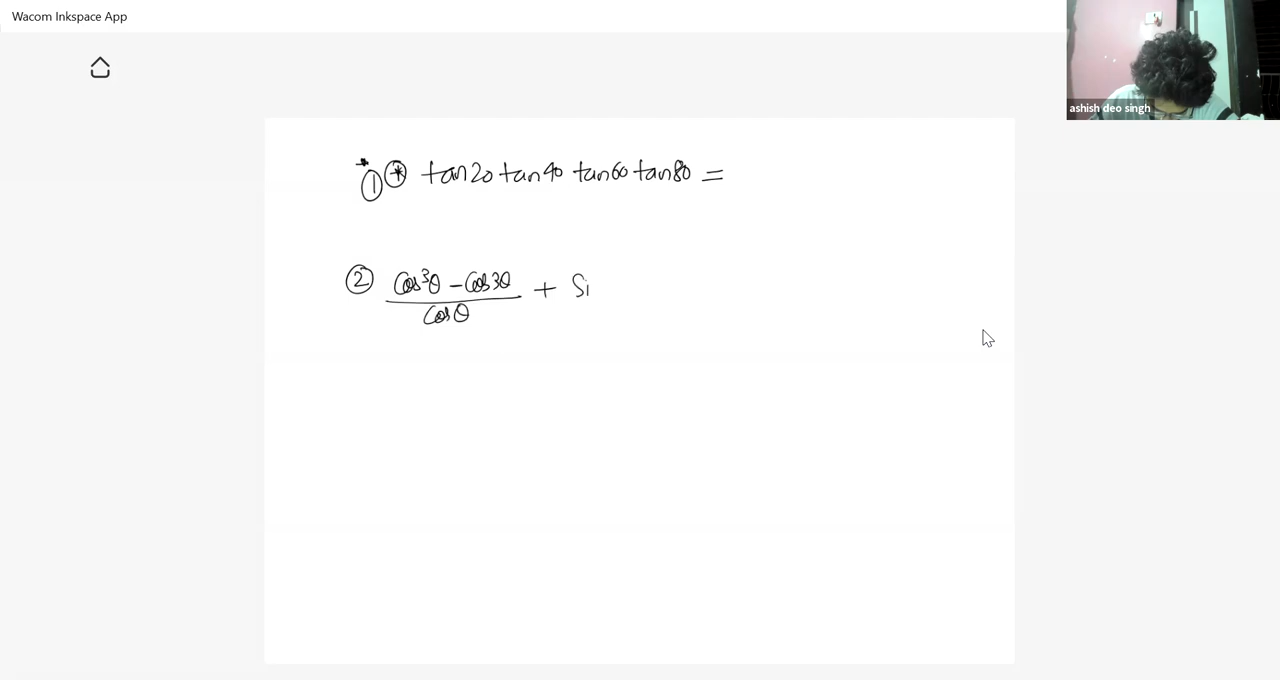 Wacom Inkspace App
ashish deo singh
① ⊛ tan20 tan40 tan60 tan80 =
② (cos³θ - cos3θ)/cosθ + Si